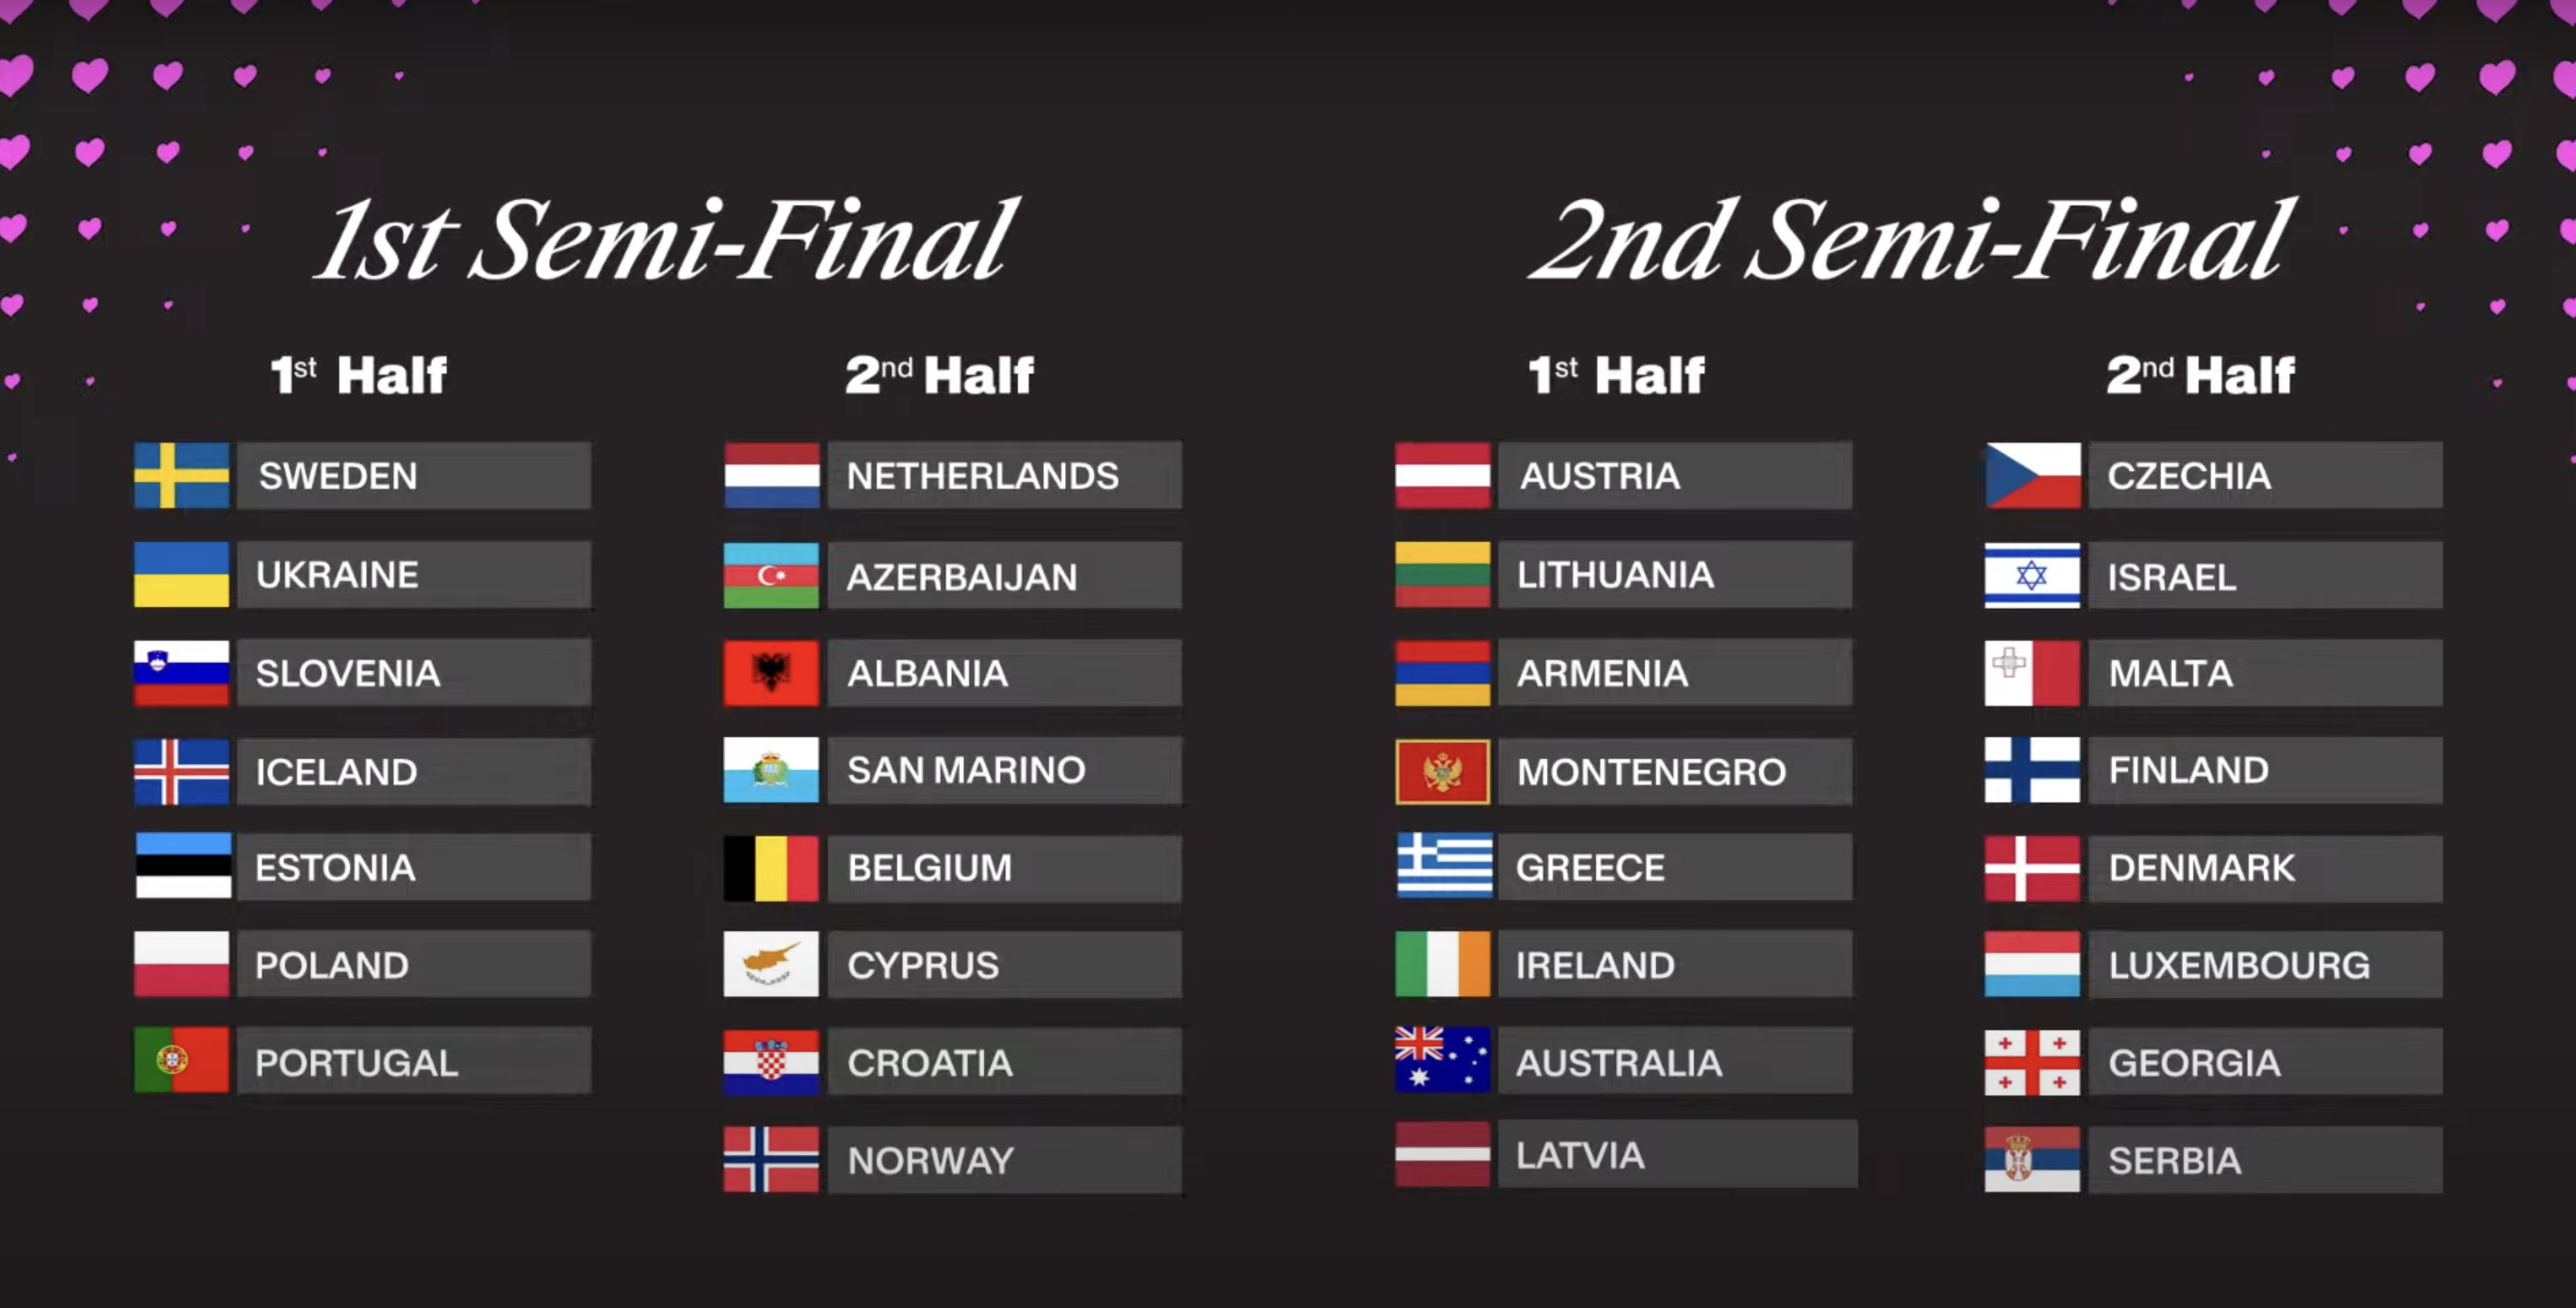 1st Semi-Final
1st Half
SWEDEN
UKRAINE
SLOVENIA
ICELAND
ESTONIA
POLAND
PORTUGAL
2nd Half
NETHERLANDS
AZERBAIJAN
ALBANIA
SAN MARINO
BELGIUM
CYPRUS
CROATIA
NORWAY
2nd Semi-Final
1st Half
AUSTRIA
LITHUANIA
ARMENIA
MONTENEGRO
GREECE
IRELAND
AUSTRALIA
LATVIA
2nd Half
CZECHIA
ISRAEL
MALTA
FINLAND
DENMARK
LUXEMBOURG
GEORGIA
SERBIA